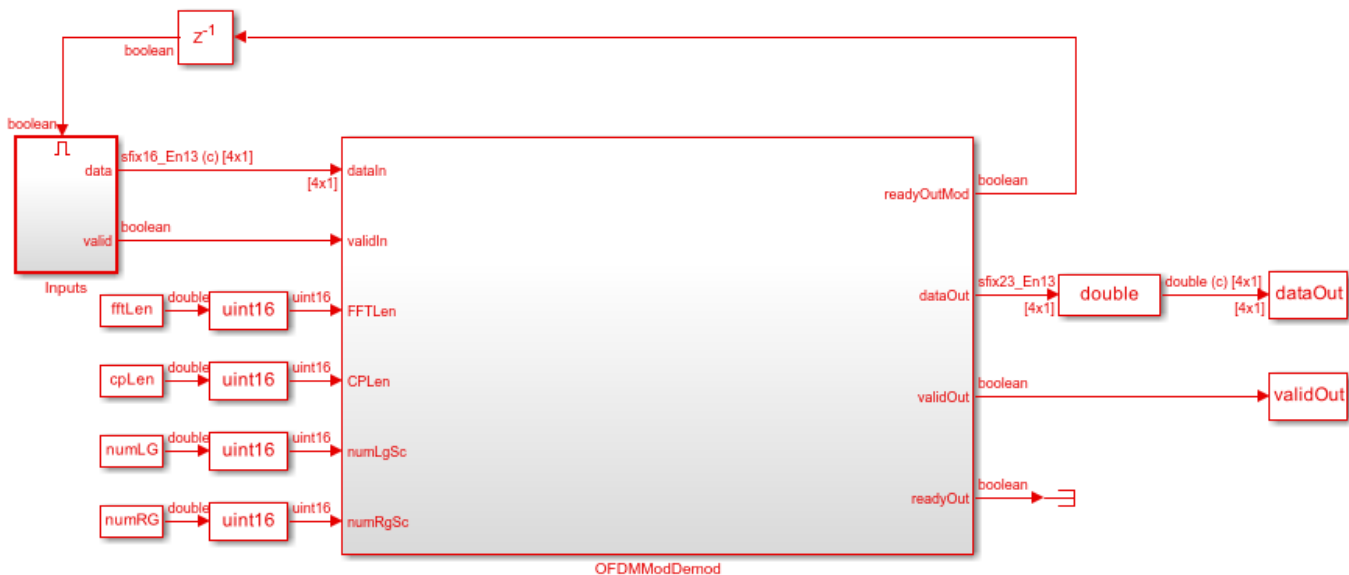 z-1
boolean
boolean
data
sfix16_En13 (c) [4x1]
[4x1]
dataIn
valid
boolean
validIn
Inputs
fftLen
double
uint16
uint16
FFTLen
cpLen
double
uint16
uint16
CPLen
numLG
double
uint16
uint16
numLgSc
numRG
double
uint16
uint16
numRgSc
readyOutMod
boolean
dataOut
sfix23_En13
[4x1]
double
double (c) [4x1]
[4x1]
dataOut
validOut
boolean
validOut
readyOut
boolean
OFDMModDemod